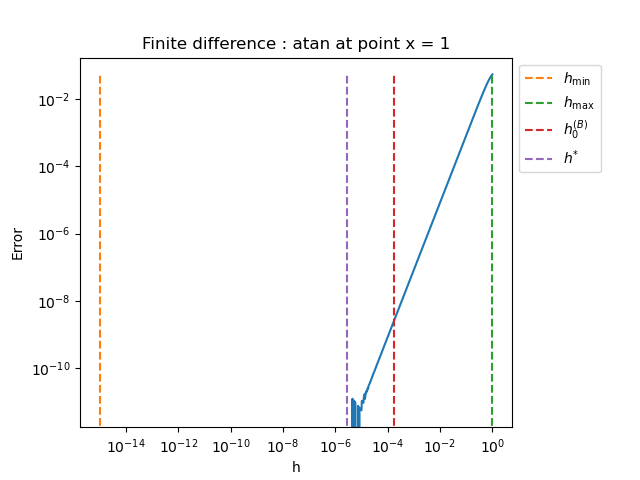 Finite difference : atan at point x = 1
h_min
h_max
h_0^(B)
h*
Error
10^−2
10^−4
10^−6
10^−8
10^−10
10^−14 10^−12 10^−10 10^−8 10^−6 10^−4 10^−2 10^0
h